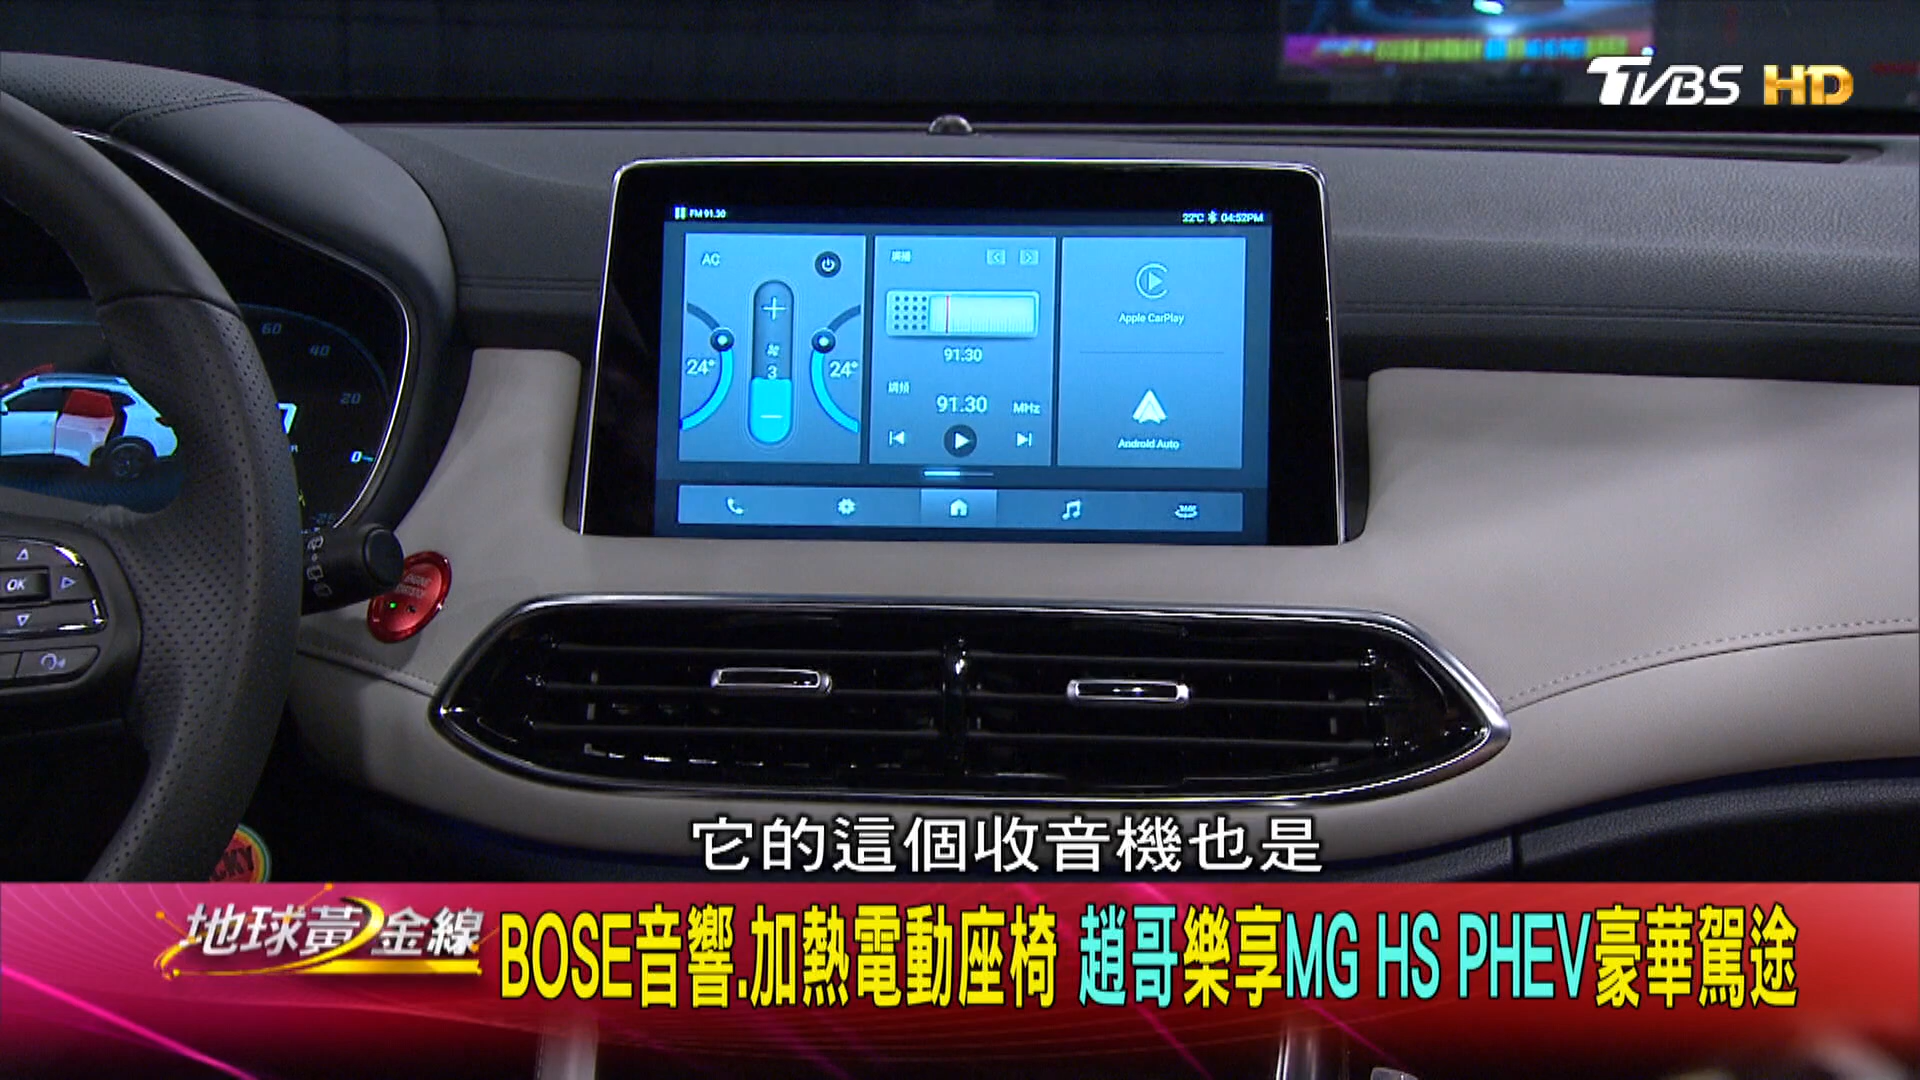 TVBS HD
FM 91.30
22°C 04:52PM
AC
24°
3
24°
91.30
91.30 MHz
Apple CarPlay
Android Auto
60
40
20
0
OK
它的這個收音機也是
地球黃金線
BOSE音響.加熱電動座椅 趙哥樂享MG HS PHEV豪華駕途